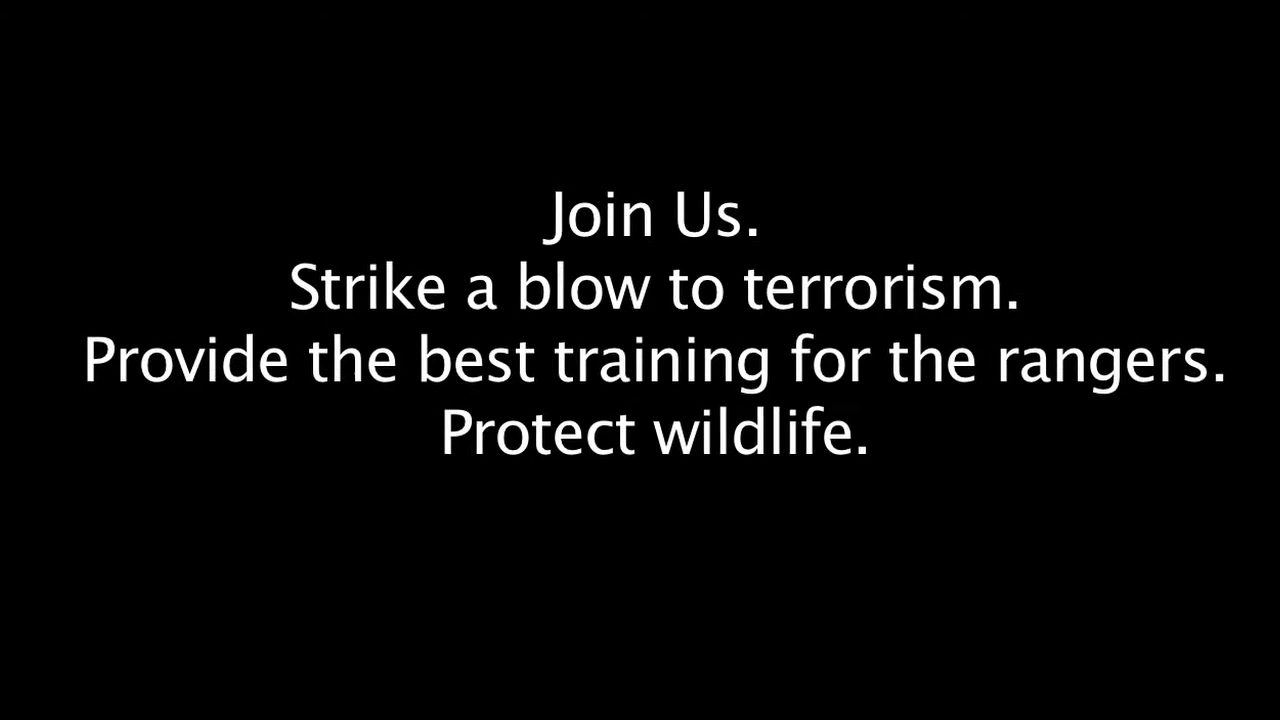 Join Us.
Strike a blow to terrorism.
Provide the best training for the rangers.
Protect wildlife.